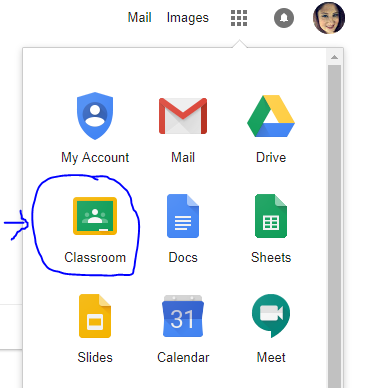 Mail Images
My Account Mail Drive
Classroom Docs Sheets
31
Slides Calendar Meet